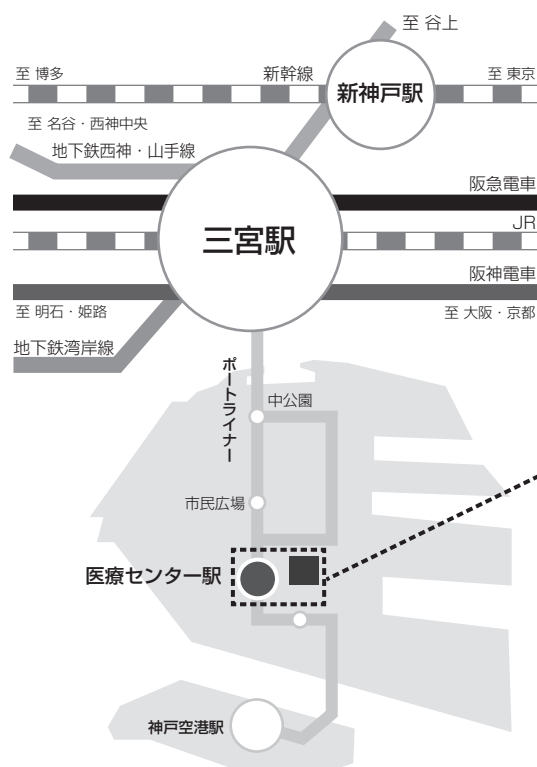 至 谷上
至 博多
新幹線
至 東京
新神戸駅
至 名谷・西神中央
地下鉄西神・山手線
阪急電車
三宮駅
JR
阪神電車
至 明石・姫路
至 大阪・京都
地下鉄湾岸線
ポートライナー
中公園
市民広場
医療センター駅
神戸空港駅